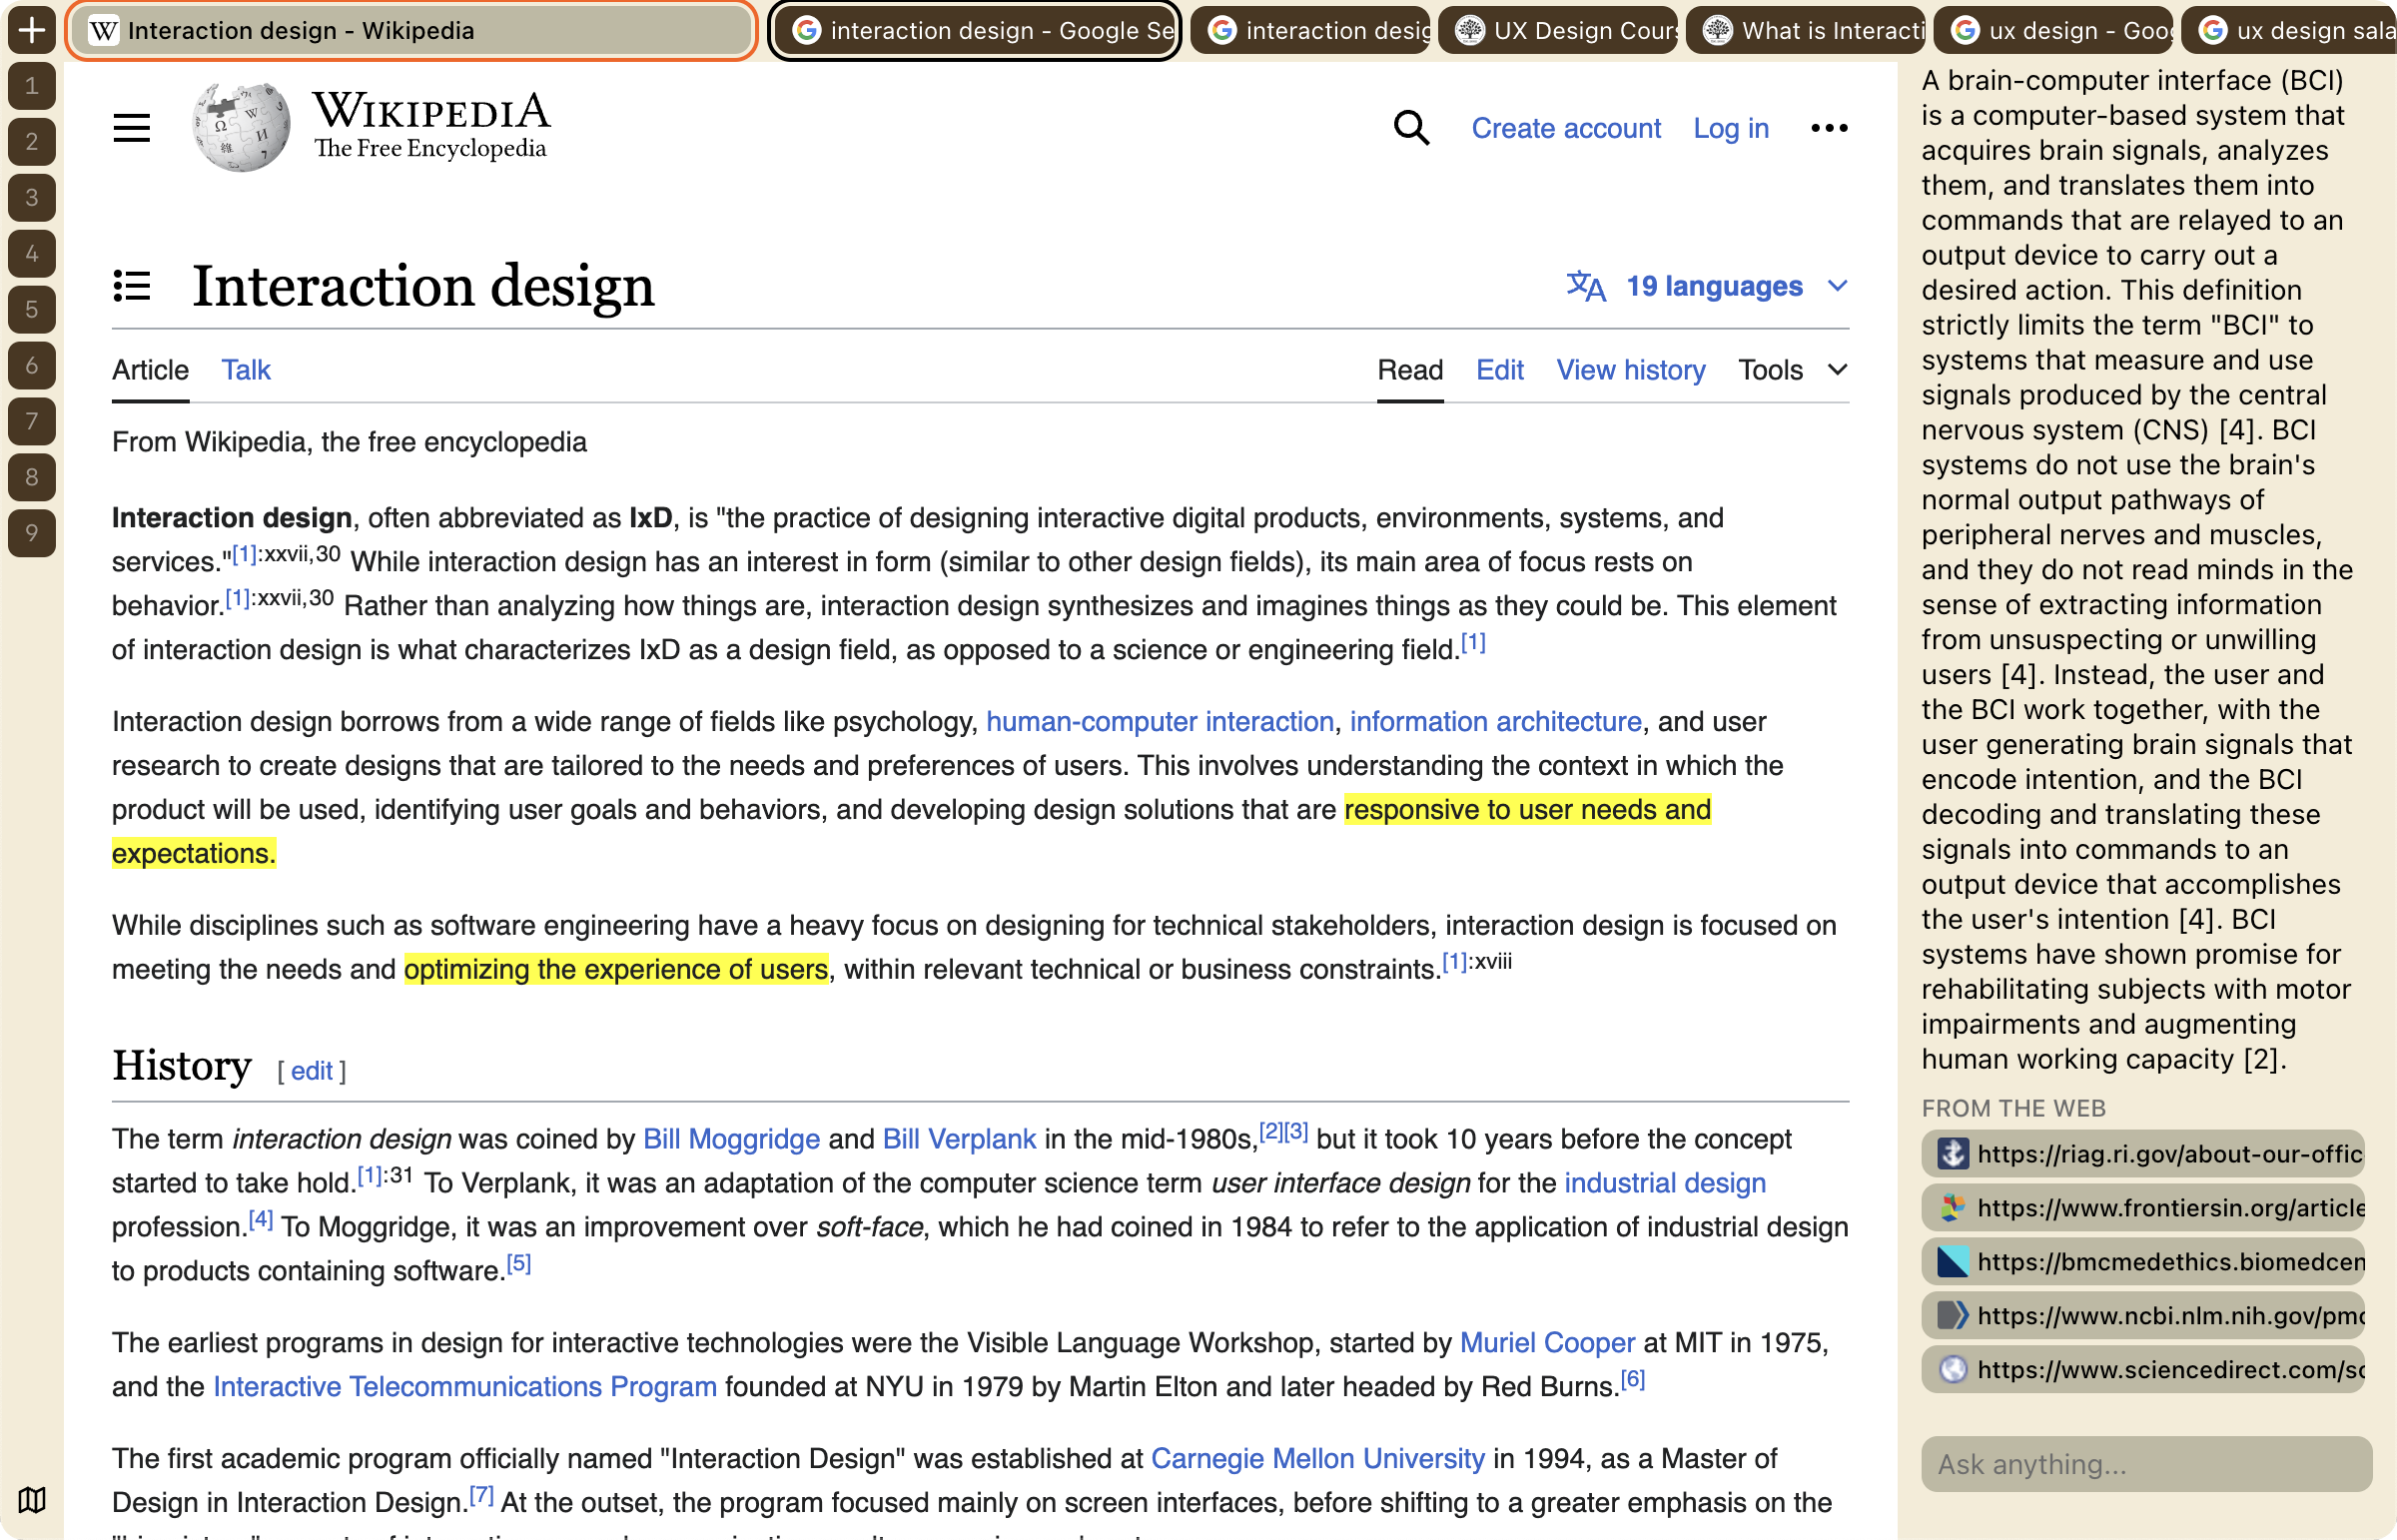 Interaction design - Wikipedia
interaction design - Google Se
interaction desig
UX Design Cours
What is Interacti
ux design - Goog
ux design sala
1
2
3
4
5
6
7
8
9
WIKIPEDIA
The Free Encyclopedia
Create account
Log in
Interaction design
19 languages
Article
Talk
Read
Edit
View history
Tools
From Wikipedia, the free encyclopedia
Interaction design, often abbreviated as IxD, is "the practice of designing interactive digital products, environments, systems, and
services."[1]:xxvii,30 While interaction design has an interest in form (similar to other design fields), its main area of focus rests on
behavior.[1]:xxvii,30 Rather than analyzing how things are, interaction design synthesizes and imagines things as they could be. This element
of interaction design is what characterizes IxD as a design field, as opposed to a science or engineering field.[1]
Interaction design borrows from a wide range of fields like psychology, human-computer interaction, information architecture, and user
research to create designs that are tailored to the needs and preferences of users. This involves understanding the context in which the
product will be used, identifying user goals and behaviors, and developing design solutions that are responsive to user needs and
expectations.
While disciplines such as software engineering have a heavy focus on designing for technical stakeholders, interaction design is focused on
meeting the needs and optimizing the experience of users, within relevant technical or business constraints.[1]:xviii
History [ edit ]
The term interaction design was coined by Bill Moggridge and Bill Verplank in the mid-1980s,[2][3] but it took 10 years before the concept
started to take hold.[1]:31 To Verplank, it was an adaptation of the computer science term user interface design for the industrial design
profession.[4] To Moggridge, it was an improvement over soft-face, which he had coined in 1984 to refer to the application of industrial design
to products containing software.[5]
The earliest programs in design for interactive technologies were the Visible Language Workshop, started by Muriel Cooper at MIT in 1975,
and the Interactive Telecommunications Program founded at NYU in 1979 by Martin Elton and later headed by Red Burns.[6]
The first academic program officially named "Interaction Design" was established at Carnegie Mellon University in 1994, as a Master of
Design in Interaction Design.[7] At the outset, the program focused mainly on screen interfaces, before shifting to a greater emphasis on the
A brain-computer interface (BCI)
is a computer-based system that
acquires brain signals, analyzes
them, and translates them into
commands that are relayed to an
output device to carry out a
desired action. This definition
strictly limits the term "BCI" to
systems that measure and use
signals produced by the central
nervous system (CNS) [4]. BCI
systems do not use the brain's
normal output pathways of
peripheral nerves and muscles,
and they do not read minds in the
sense of extracting information
from unsuspecting or unwilling
users [4]. Instead, the user and
the BCI work together, with the
user generating brain signals that
encode intention, and the BCI
decoding and translating these
signals into commands to an
output device that accomplishes
the user's intention [4]. BCI
systems have shown promise for
rehabilitating subjects with motor
impairments and augmenting
human working capacity [2].
FROM THE WEB
https://riag.ri.gov/about-our-offic
https://www.frontiersin.org/article
https://bmcmedethics.biomedcen
https://www.ncbi.nlm.nih.gov/pmc
https://www.sciencedirect.com/sc
Ask anything...